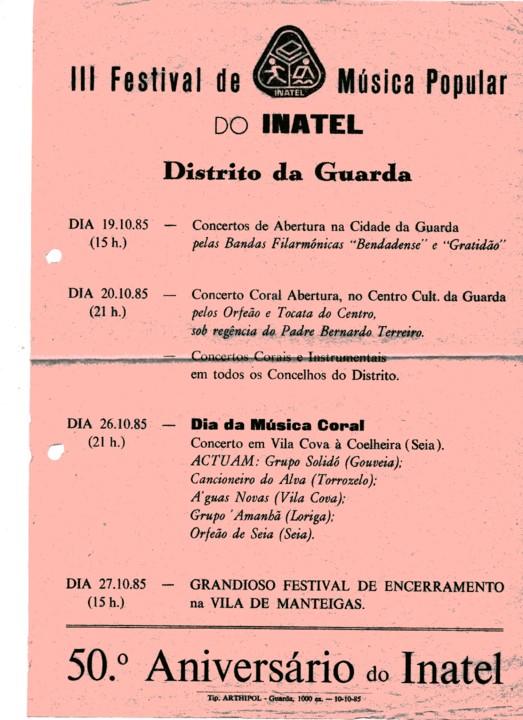 III Festival de INATEL Música Popular
DO INATEL
Distrito da Guarda
DIA 19.10.85 — Concertos de Abertura na Cidade da Guarda
(15 h.) pelas Bandas Filarmónicas "Bendadense" e "Gratidão"
DIA 20.10.85 — Concerto Coral Abertura, no Centro Cult. da Guarda
(21 h.) pelos Orfeão e Tocata do Centro,
sob regência do Padre Bernardo Terreiro.
— Concertos Corais e Instrumentais
em todos os Concelhos do Distrito.
DIA 26.10.85 — Dia da Música Coral
(21 h.) Concerto em Vila Cova à Coelheira (Seia).
ACTUAM: Grupo Solidó (Gouveia);
Cancioneiro do Alva (Torrozelo);
A'guas Novas (Vila Cova);
Grupo 'Amanhã (Loriga);
Orfeão de Seia (Seia).
DIA 27.10.85 — GRANDIOSO FESTIVAL DE ENCERRAMENTO
(15 h.) na VILA DE MANTEIGAS.
50.º Aniversário do Inatel
Tip. ARTHIPOL - Guarda, 1000 ex. — 10-10-85